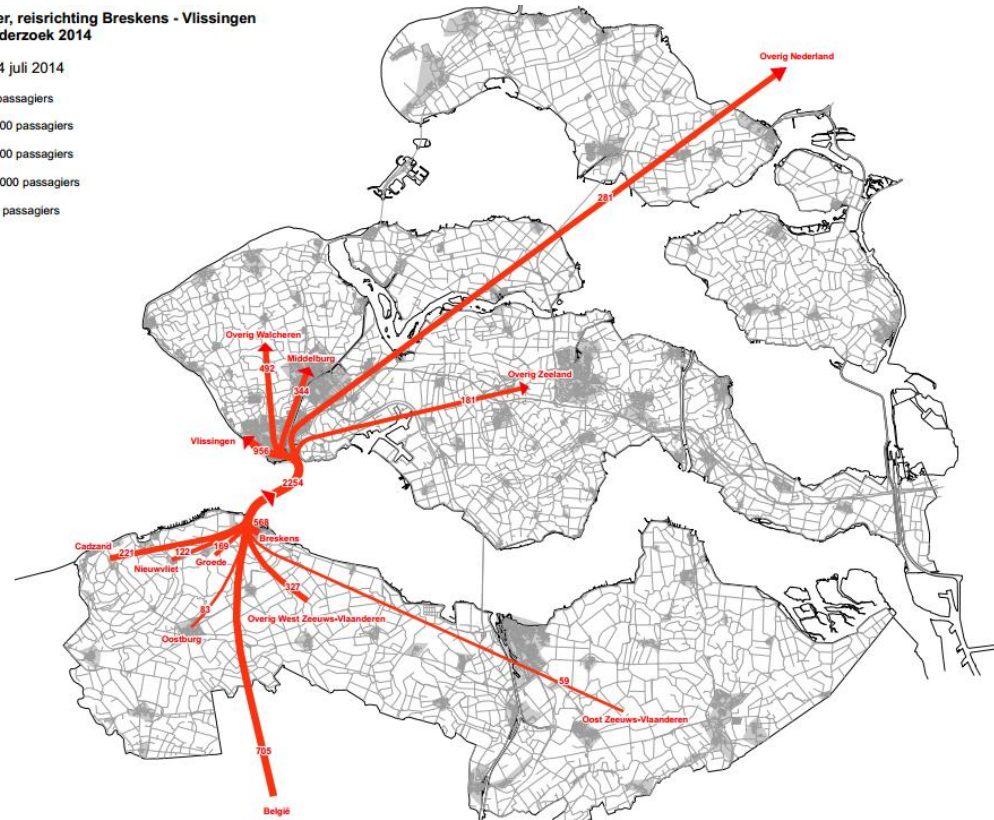 er, reisrichting Breskens - Vlissingen
derzoek 2014
4 juli 2014
passagiers
00 passagiers
00 passagiers
000 passagiers
passagiers
Overig Nederland
281
Overig Walcheren
492
Middelburg
344
Overig Zeeland
181
Vlissingen
956
2254
568
Breskens
Cadzand
221
122
169
Nieuwvliet
Groede
327
83
Overig West Zeeuws-Vlaanderen
Oostburg
59
Oost Zeeuws-Vlaanderen
705
België